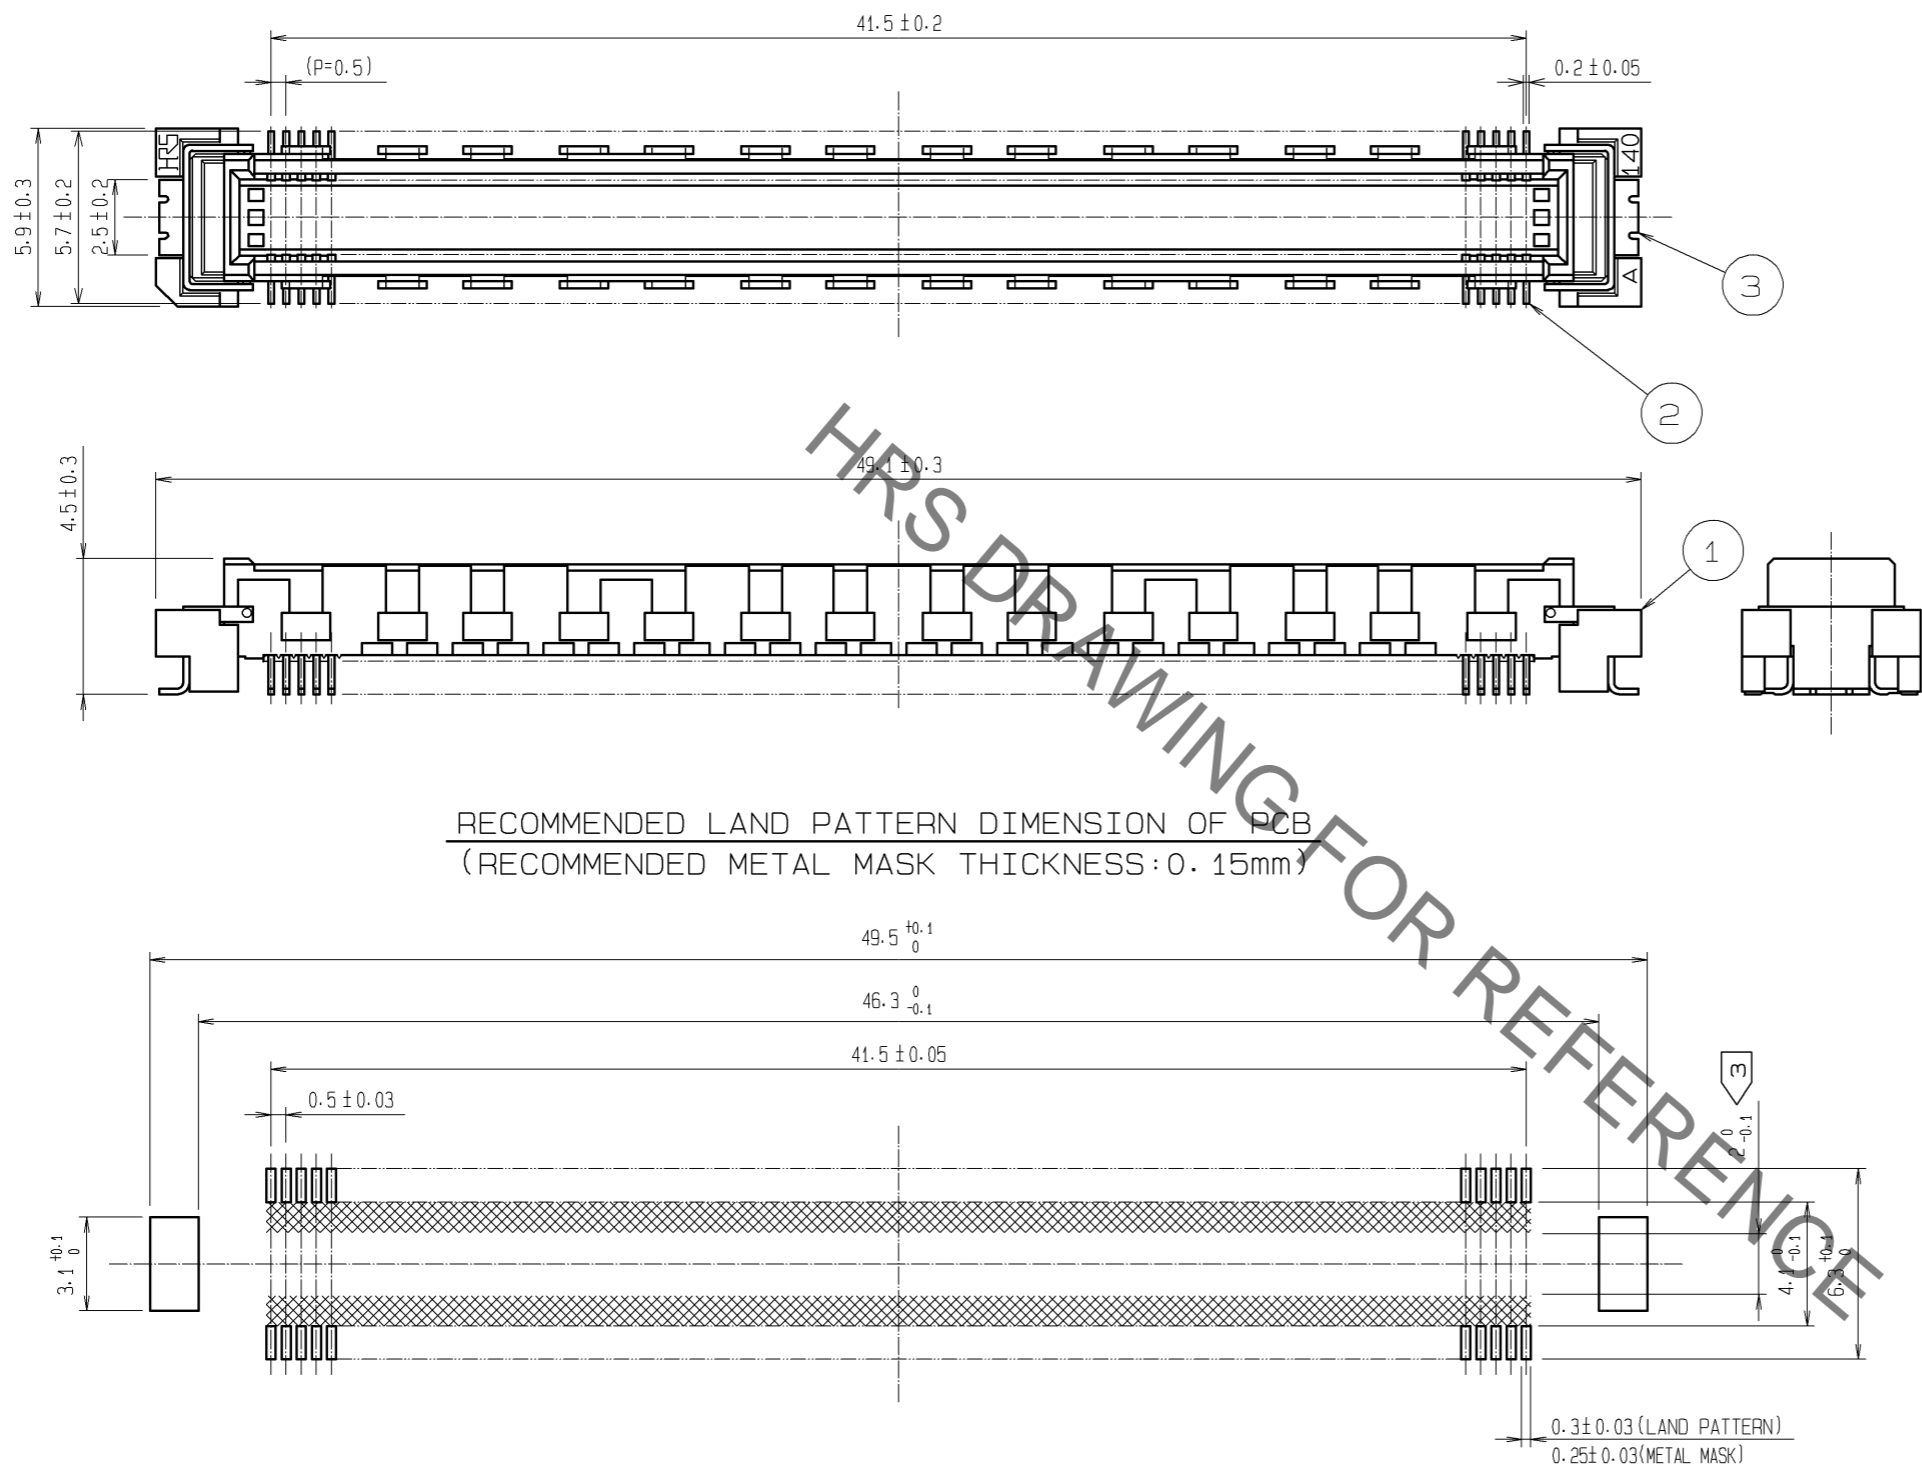 41.5±0.2
(P=0.5)
0.2±0.05
HRS
140
A
5.9±0.3
5.7±0.2
2.5±0.2
3
2
49.1±0.3
4.5±0.3
1
HRS DRAWING FOR REFERENCE
RECOMMENDED LAND PATTERN DIMENSION OF PCB
(RECOMMENDED METAL MASK THICKNESS:0.15mm)
49.5 +0.1 0
46.3 0 -0.1
41.5±0.05
0.5±0.03
3
2 0 -0.1
3.1 +0.1 0
4.1 0 -0.1
6.3 +0.1 0
0.3±0.03(LAND PATTERN)
0.25±0.03(METAL MASK)